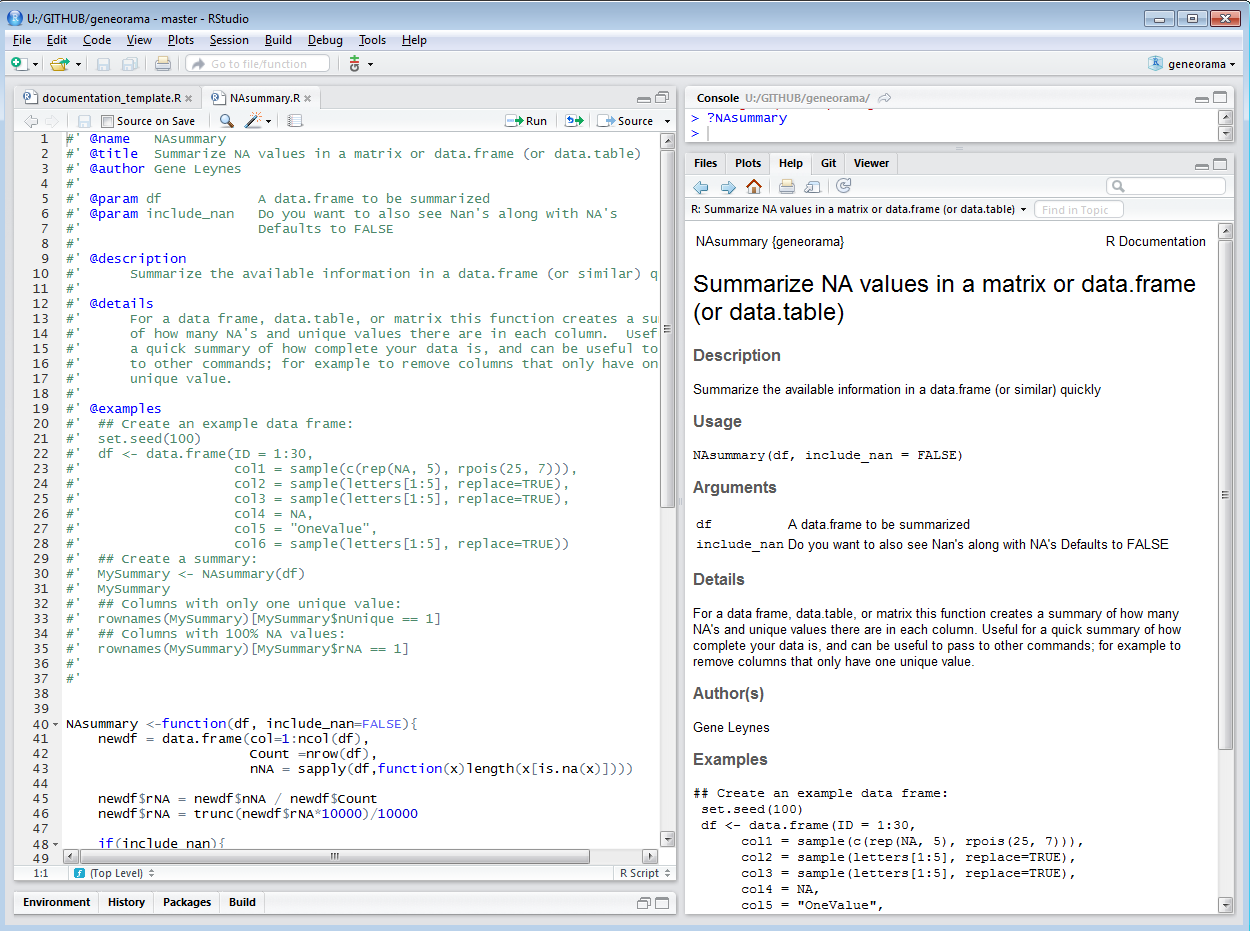 U:/GITHUB/geneorama - master - RStudio
File Edit Code View Plots Session Build Debug Tools Help
Go to file/function
geneorama
documentation_template.R
NAsummary.R
Source on Save
Run
Source
1 #' @name   NAsummary
2 #' @title  Summarize NA values in a matrix or data.frame (or data.table)
3 #' @author Gene Leynes
4 #'
5 #' @param df            A data.frame to be summarized
6 #' @param include_nan   Do you want to also see Nan's along with NA's
7 #'                      Defaults to FALSE
8 #'
9 #' @description
10 #'      Summarize the available information in a data.frame (or similar) q
11 #'
12 #' @details
13 #'      For a data frame, data.table, or matrix this function creates a su
14 #'      of how many NA's and unique values there are in each column.  Usef
15 #'      a quick summary of how complete your data is, and can be useful to
16 #'      to other commands; for example to remove columns that only have on
17 #'      unique value.
18 #'
19 #' @examples
20 #'  ## Create an example data frame:
21 #'  set.seed(100)
22 #'  df <- data.frame(ID = 1:30,
23 #'                   col1 = sample(c(rep(NA, 5), rpois(25, 7))),
24 #'                   col2 = sample(letters[1:5], replace=TRUE),
25 #'                   col3 = sample(letters[1:5], replace=TRUE),
26 #'                   col4 = NA,
27 #'                   col5 = "OneValue",
28 #'                   col6 = sample(letters[1:5], replace=TRUE))
29 #'  ## Create a summary:
30 #'  MySummary <- NAsummary(df)
31 #'  MySummary
32 #'  ## Columns with only one unique value:
33 #'  rownames(MySummary)[MySummary$nUnique == 1]
34 #'  ## Columns with 100% NA values:
35 #'  rownames(MySummary)[MySummary$rNA == 1]
36 #'
37 #'
38
39
40 NAsummary <-function(df, include_nan=FALSE){
41     newdf = data.frame(col=1:ncol(df),
42                        Count =nrow(df),
43                        nNA = sapply(df,function(x)length(x[is.na(x)])))
44
45     newdf$rNA = newdf$nNA / newdf$Count
46     newdf$rNA = trunc(newdf$rNA*10000)/10000
47
48     if(include_nan){
49
1:1
(Top Level)
R Script
Environment History Packages Build
Console U:/GITHUB/geneorama/
> ?NAsummary
>
Files Plots Help Git Viewer
R: Summarize NA values in a matrix or data.frame (or data.table)
Find in Topic
NAsummary {geneorama}
R Documentation
Summarize NA values in a matrix or data.frame
(or data.table)
Description
Summarize the available information in a data.frame (or similar) quickly
Usage
NAsummary(df, include_nan = FALSE)
Arguments
df A data.frame to be summarized
include_nan Do you want to also see Nan's along with NA's Defaults to FALSE
Details
For a data frame, data.table, or matrix this function creates a summary of how many
NA's and unique values there are in each column. Useful for a quick summary of how
complete your data is, and can be useful to pass to other commands; for example to
remove columns that only have one unique value.
Author(s)
Gene Leynes
Examples
## Create an example data frame:
 set.seed(100)
 df <- data.frame(ID = 1:30,
      col1 = sample(c(rep(NA, 5), rpois(25, 7))),
      col2 = sample(letters[1:5], replace=TRUE),
      col3 = sample(letters[1:5], replace=TRUE),
      col4 = NA,
      col5 = "OneValue",